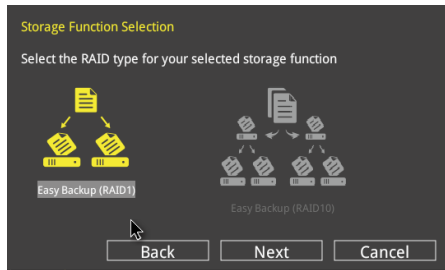 Storage Function Selection
Select the RAID type for your selected storage function
Easy Backup (RAID1)
Easy Backup (RAID10)
Back
Next
Cancel